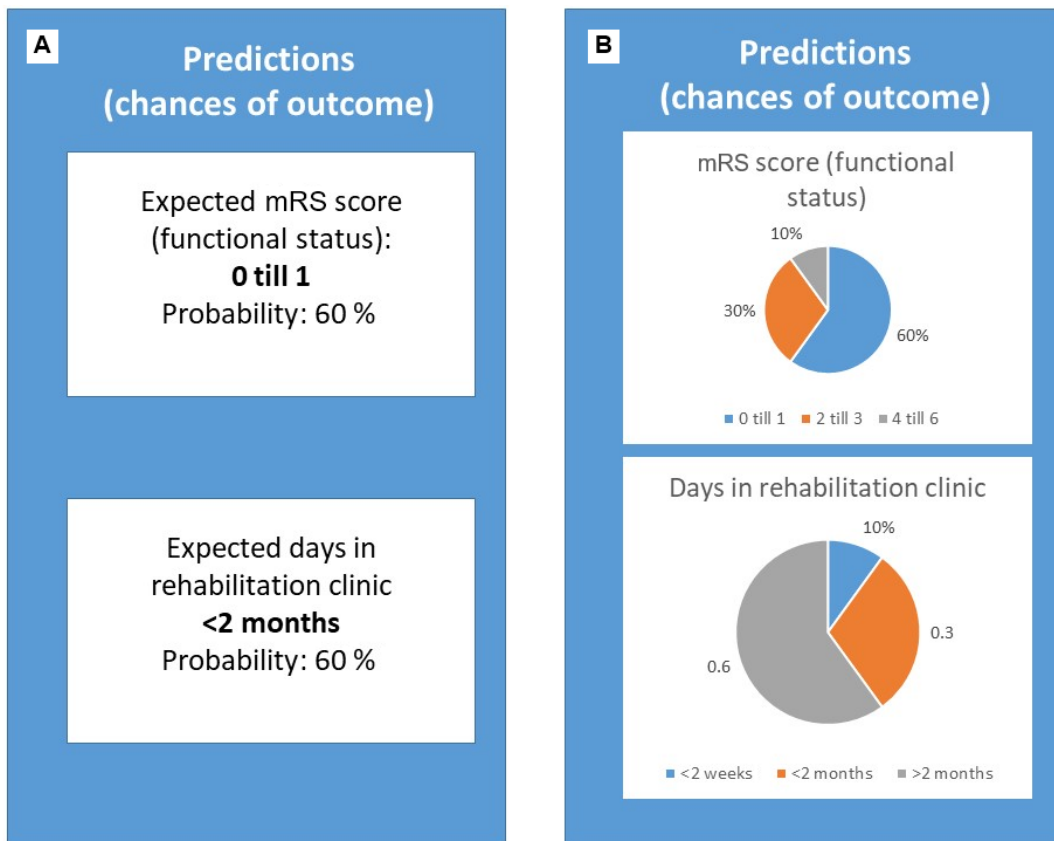 A
Predictions
(chances of outcome)
Expected mRS score
(functional status):
0 till 1
Probability: 60 %
Expected days in
rehabilitation clinic
<2 months
Probability: 60 %
B
Predictions
(chances of outcome)
mRS score (functional
status)
10%
30%
60%
0 till 1 2 till 3 4 till 6
Days in rehabilitation clinic
10%
0.3
0.6
<2 weeks <2 months >2 months